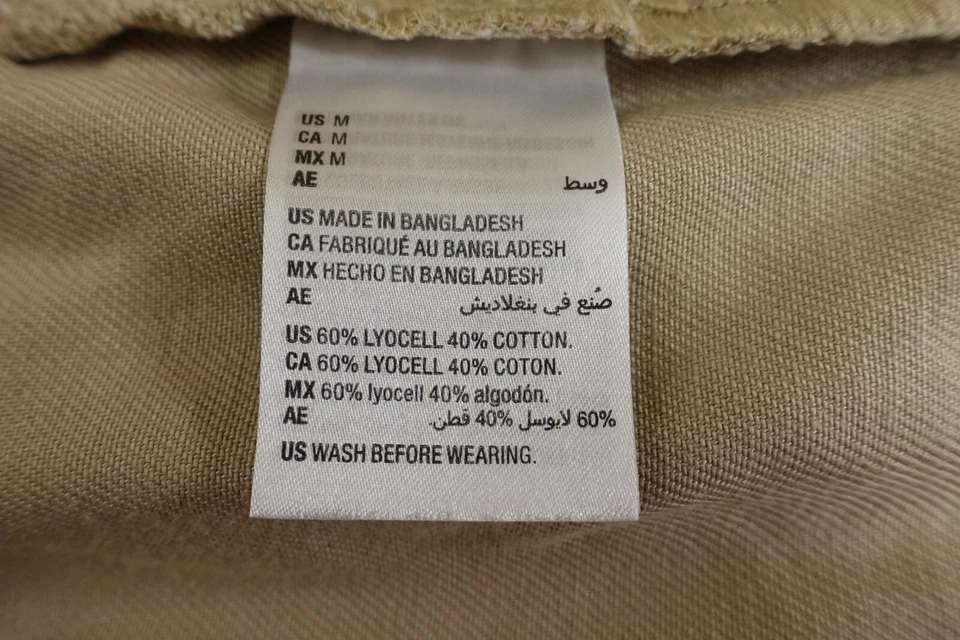 US M
CA M
MX M
AE وسط
US MADE IN BANGLADESH
CA FABRIQUÉ AU BANGLADESH
MX HECHO EN BANGLADESH
AE صُنع في بنغلاديش
US 60% LYOCELL 40% COTTON.
CA 60% LYOCELL 40% COTON.
MX 60% lyocell 40% algodón.
AE 60% لايوسل 40% قطن.
US WASH BEFORE WEARING.